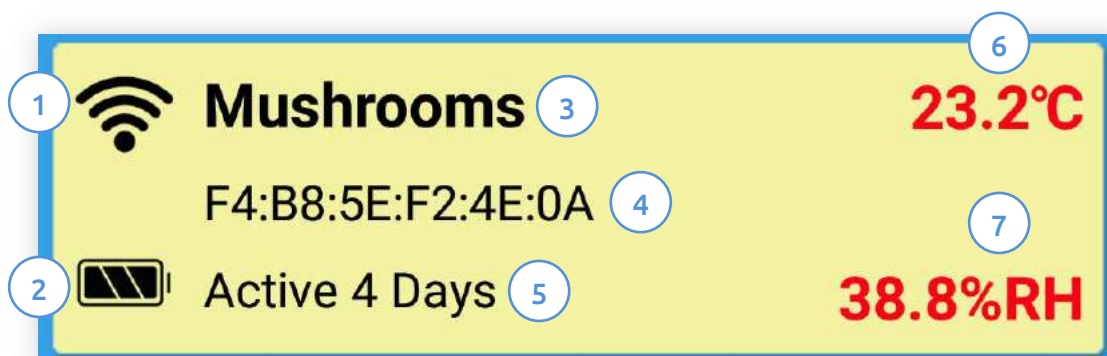 6
1 Mushrooms 3 23.2°C
F4:B8:5E:F2:4E:0A 4
7
2 Active 4 Days 5 38.8%RH